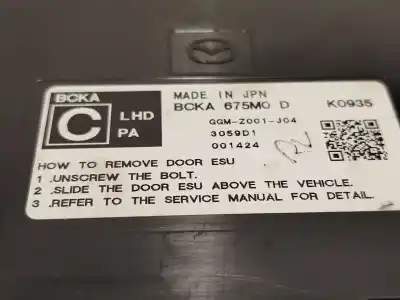 BCKA
C
LHD
PA
MADE IN JPN
BCKA 675M0 D
K0935
GGM-Z001-J04
3059D1
001424
HOW TO REMOVE DOOR ESU
1 .UNSCREW THE BOLT.
2 .SLIDE THE DOOR ESU ABOVE THE VEHICLE.
3 .REFER TO THE SERVICE MANUAL FOR DETAIL.